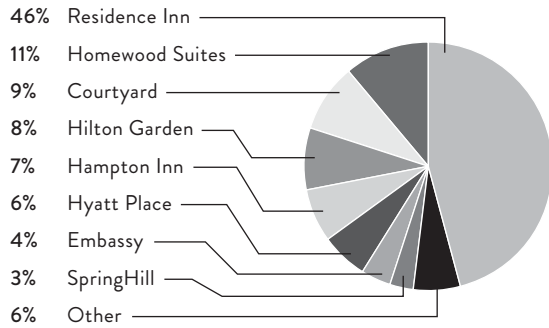 46% Residence Inn
11% Homewood Suites
9% Courtyard
8% Hilton Garden
7% Hampton Inn
6% Hyatt Place
4% Embassy
3% SpringHill
6% Other